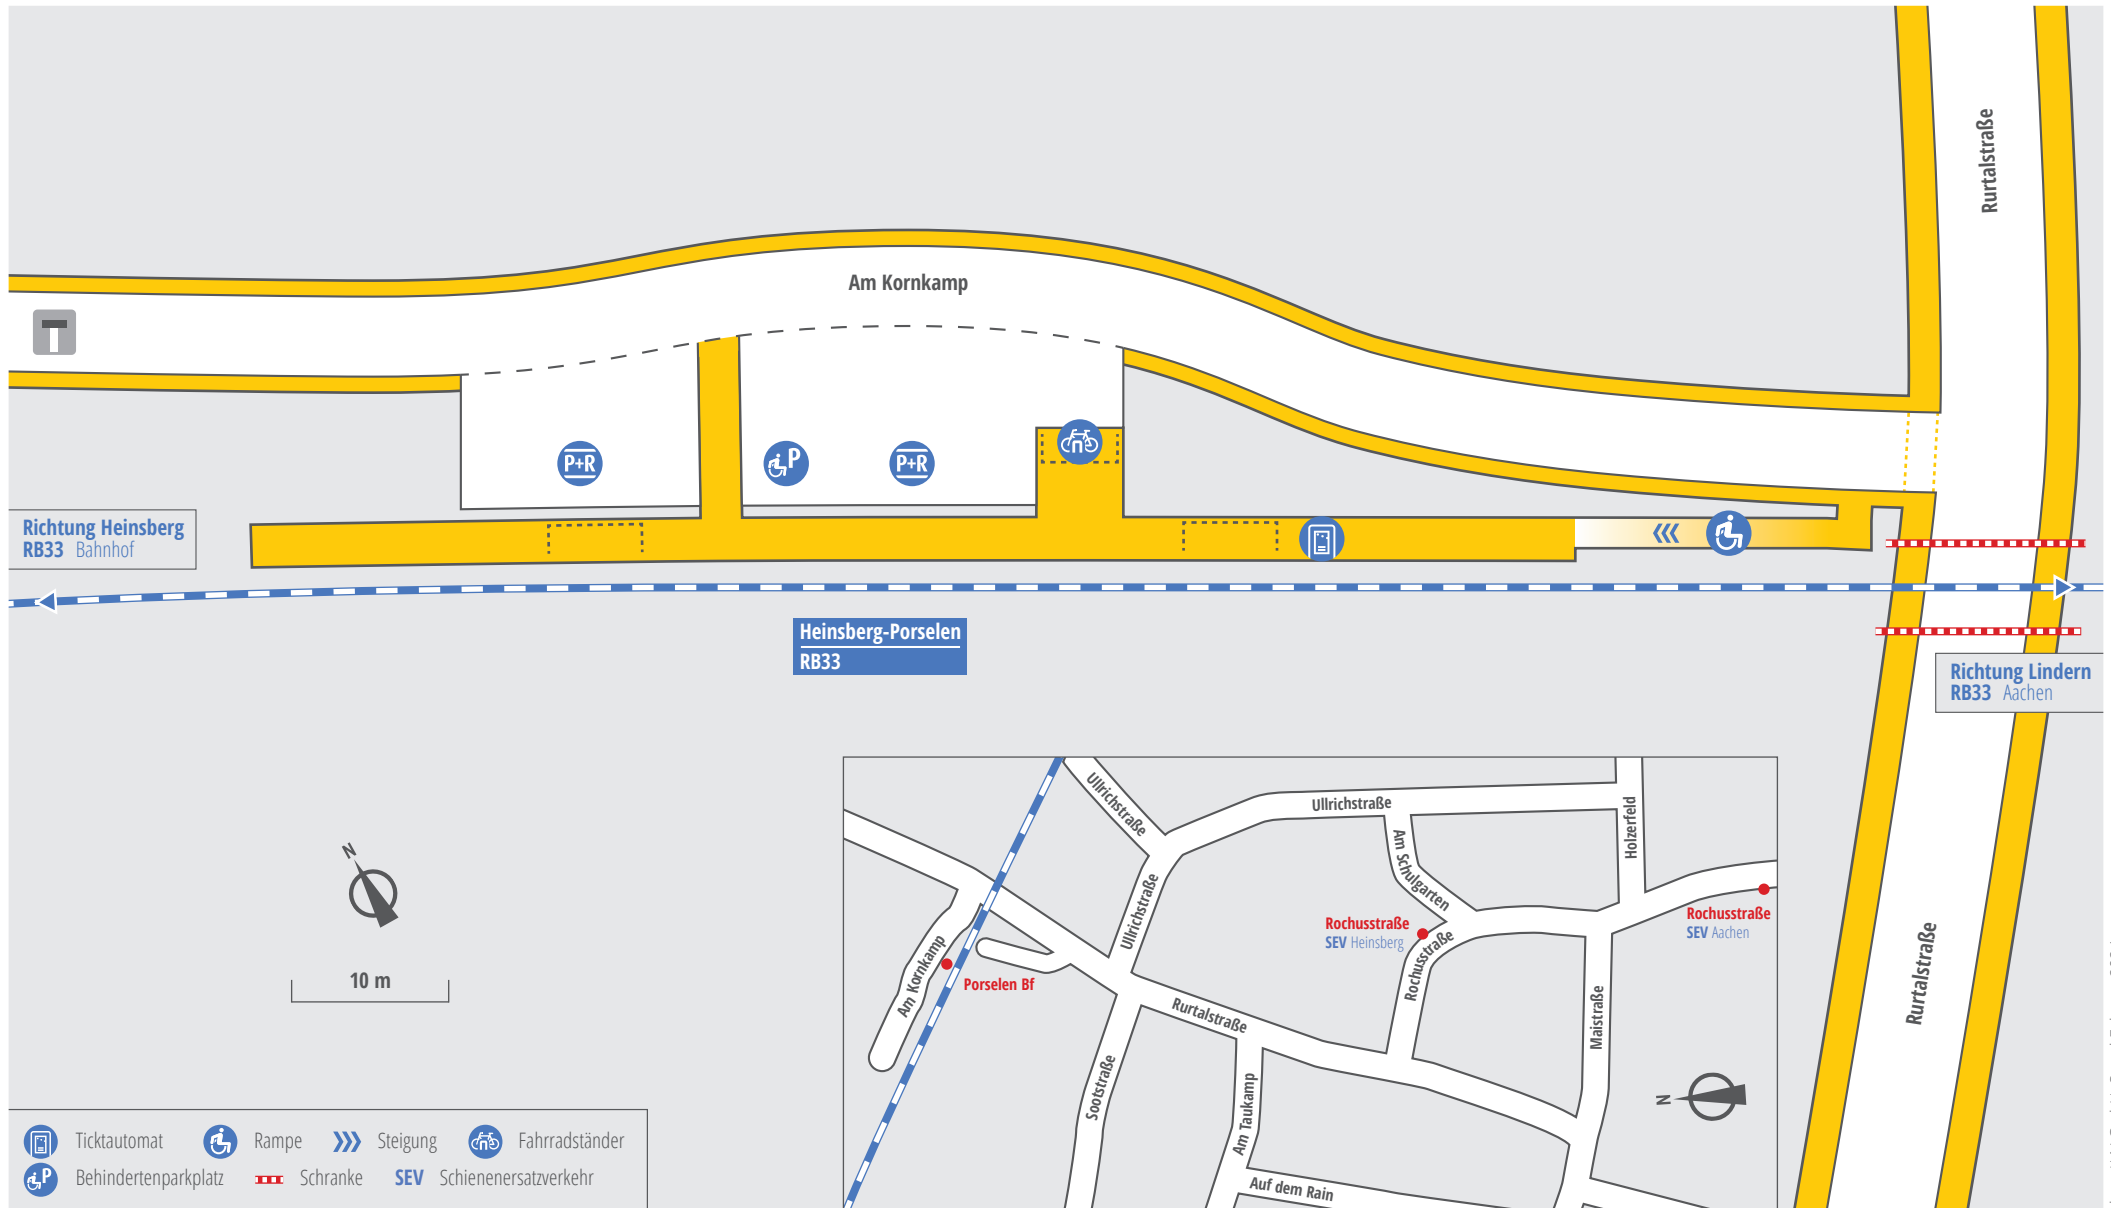 Rurtalstraße
Am Kornkamp
P+R
P
P+R
Richtung Heinsberg
RB33 Bahnhof
Heinsberg-Porselen
RB33
Richtung Lindern
RB33 Aachen
Rurtalstraße
N
10 m
Ullrichstraße
Ullrichstraße
Ullrichstraße
Am Schulgarten
Holzerfeld
Rochusstraße
SEV Heinsberg
Rochusstraße
Rochusstraße
SEV Aachen
Am Kornkamp
Porselen Bf
Rurtalstraße
Maistraße
Sootstraße
Am Taukamp
Auf dem Rain
N
Ticktautomat
Rampe
Steigung
Fahrradständer
P
Behindertenparkplatz
Schranke
SEV Schienenersatzverkehr